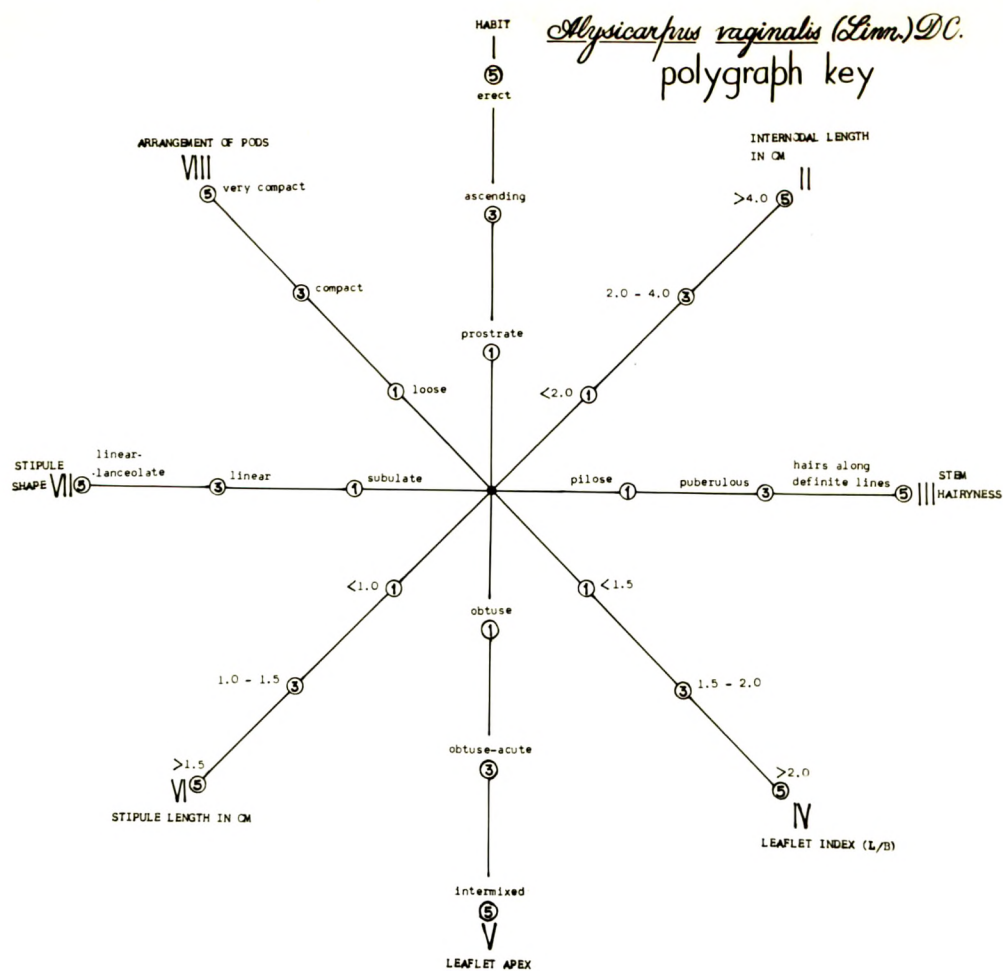 Alysicarpus vaginalis (Linn.) DC.
polygraph key
HABIT
I
5
erect
ascending
3
prostrate
1
INTERNODAL LENGTH
IN CM
II
>4.0 5
2.0 - 4.0 3
<2.0 1
STEM
III HAIRYNESS
pilose 1
puberulous 3
hairs along
definite lines 5
1 <1.5
3 1.5 - 2.0
>2.0
5
IV
LEAFLET INDEX (L/B)
obtuse
1
obtuse-acute
3
intermixed
5
V
LEAFLET APEX
<1.0 1
1.0 - 1.5 3
>1.5
VI 5
STIPULE LENGTH IN CM
STIPULE
SHAPE VII
linear-
5 lanceolate
3 linear
1 subulate
ARRANGEMENT OF PODS
VIII
5 very compact
3 compact
1 loose